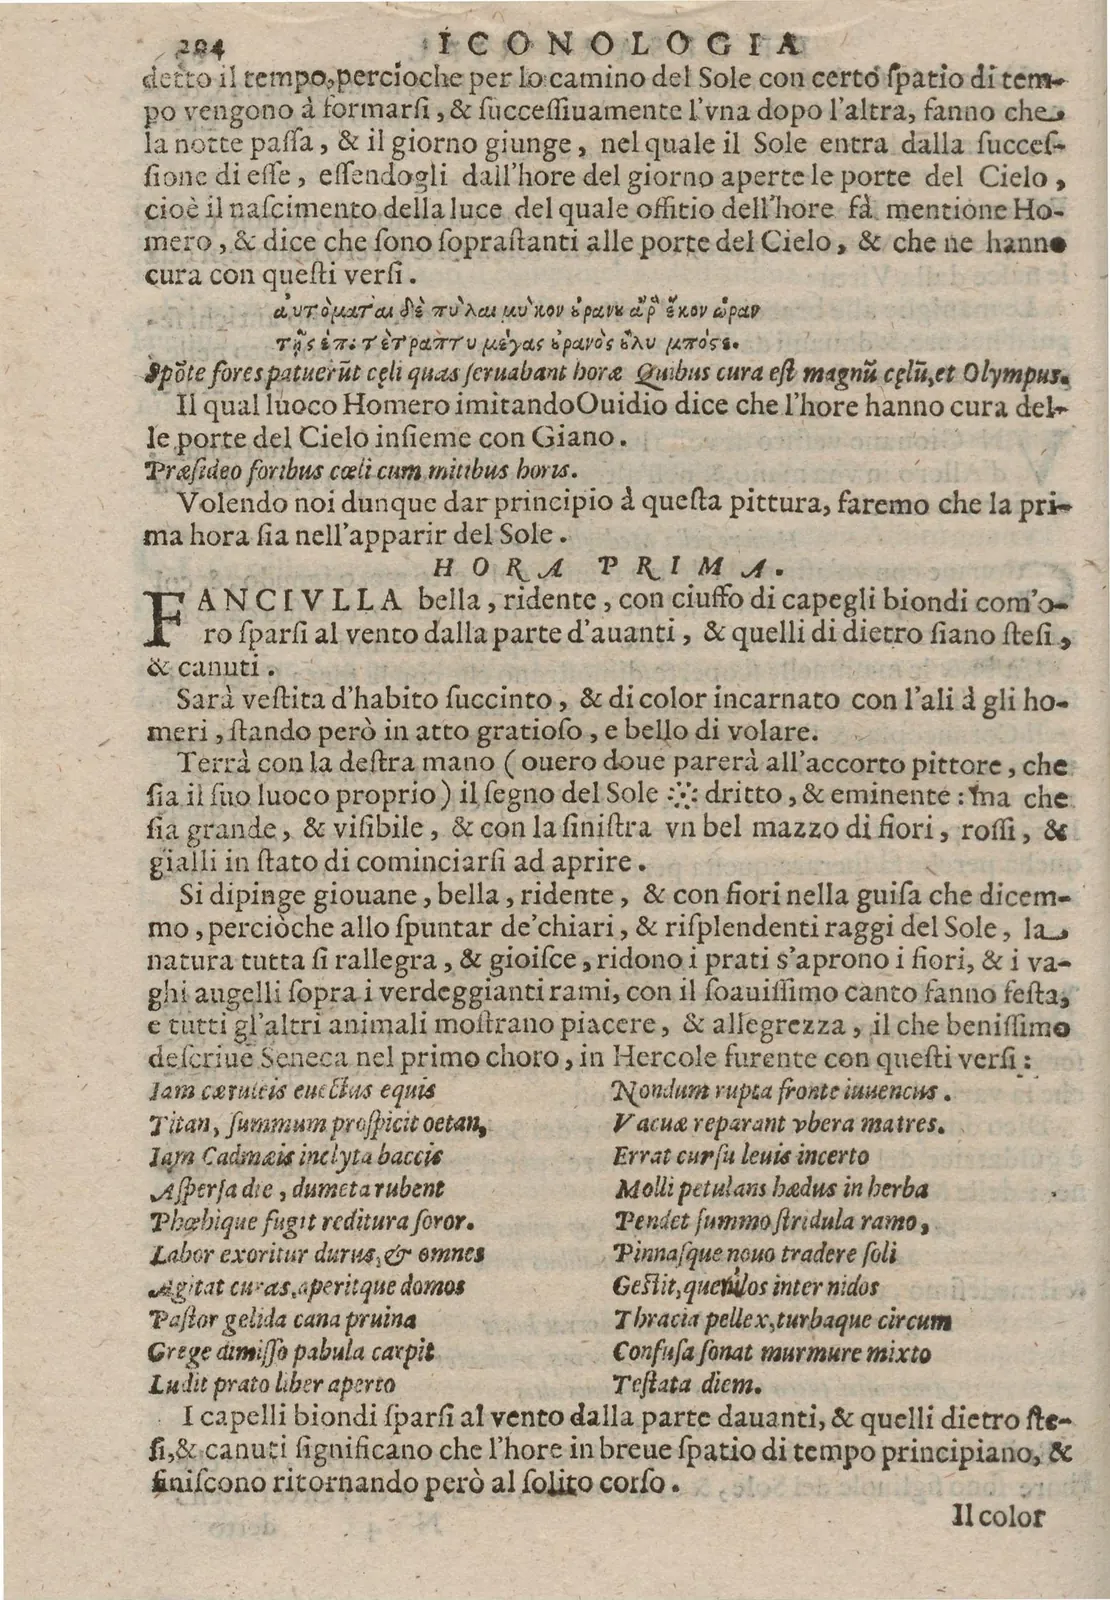 204 ICONOLOGIA
detto il tempo, percioche per lo camino del Sole con certo ſpatio di tem-
po vengono à formarſi, & ſucceſſiuamente l'vna dopo l'altra, fanno che
la notte paſſa, & il giorno giunge, nel quale il Sole entra dalla ſucceſ-
ſione di eſſe, eſſendogli dall'hore del giorno aperte le porte del Cielo,
cioè il naſcimento della luce del quale offitio dell'hore fà mentione Ho-
mero, & dice che ſono ſopraſtanti alle porte del Cielo, & che ne hanno
cura con queſti verſi.
ἀυτόμαται δὲ πύλαι μύκον ȣ̓ρανȣ ἃρ ἔκον ὧραν
τῆς ἐπι τέτραπτυ μέγας ȣ̓ρανὸς ȣ̓λυ μπόςε.
Spōte fores patuerūt cęli quas ſeruabant horæ Quibus cura eſt magnū cęlū, et Olympus.
Il qual luoco Homero imitando Ouidio dice che l'hore hanno cura del-
le porte del Cielo inſieme con Giano.
Præſideo foribus cœli cum mitibus horis.
Volendo noi dunque dar principio à queſta pittura, faremo che la pri-
ma hora ſia nell'apparir del Sole.
HORA PRIMA.
FANCIVLLA bella, ridente, con ciuffo di capegli biondi com'o-
ro ſparſi al vento dalla parte d'auanti, & quelli di dietro ſiano ſteſi,
& canuti.
Sarà veſtita d'habito ſuccinto, & di color incarnato con l'ali à gli ho-
meri, ſtando però in atto gratioſo, e bello di volare.
Terrà con la deſtra mano (ouero doue parerà all'accorto pittore, che
ſia il ſuo luoco proprio) il ſegno del Sole dritto, & eminente: ma che
ſia grande, & viſibile, & con la ſiniſtra vn bel mazzo di fiori, roſſi, &
gialli in ſtato di cominciarſi ad aprire.
Si dipinge giouane, bella, ridente, & con fiori nella guiſa che dicem-
mo, perciòche allo ſpuntar de'chiari, & riſplendenti raggi del Sole, la
natura tutta ſi rallegra, & gioiſce, ridono i prati s'aprono i fiori, & i va-
ghi augelli ſopra i verdeggianti rami, con il ſoauiſſimo canto fanno feſta,
e tutti gl'altri animali moſtrano piacere, & allegrezza, il che beniſſimo
deſcriue Seneca nel primo choro, in Hercole furente con queſti verſi:
Iam cæruleis euectus equis
Titan, ſummum proſpicit oetan,
Iam Cadmæis inclyta baccis
Aſperſa die, dumeta rubent
Phœbique fugit reditura ſoror.
Labor exoritur durus, & omnes
Agitat curas, aperitque domos
Paſtor gelida cana pruina
Grege dimiſſo pabula carpit
Ludit prato liber aperto
Nondum rupta fronte iuuencus.
Vacuæ reparant vbera matres.
Errat curſu leuis incerto
Molli petulans hædus in herba
Pendet ſummo ſtridula ramo,
Pinnaſque nouo tradere ſoli
Geſtit, querulos inter nidos
Thracia pellex, turbaque circum
Confuſa ſonat murmure mixto
Teſtata diem.
I capelli biondi ſparſi al vento dalla parte dauanti, & quelli dietro ſte-
ſi, & canuti ſignificano che l'hore in breue ſpatio di tempo principiano, &
finiſcono ritornando però al ſolito corſo.
Il color